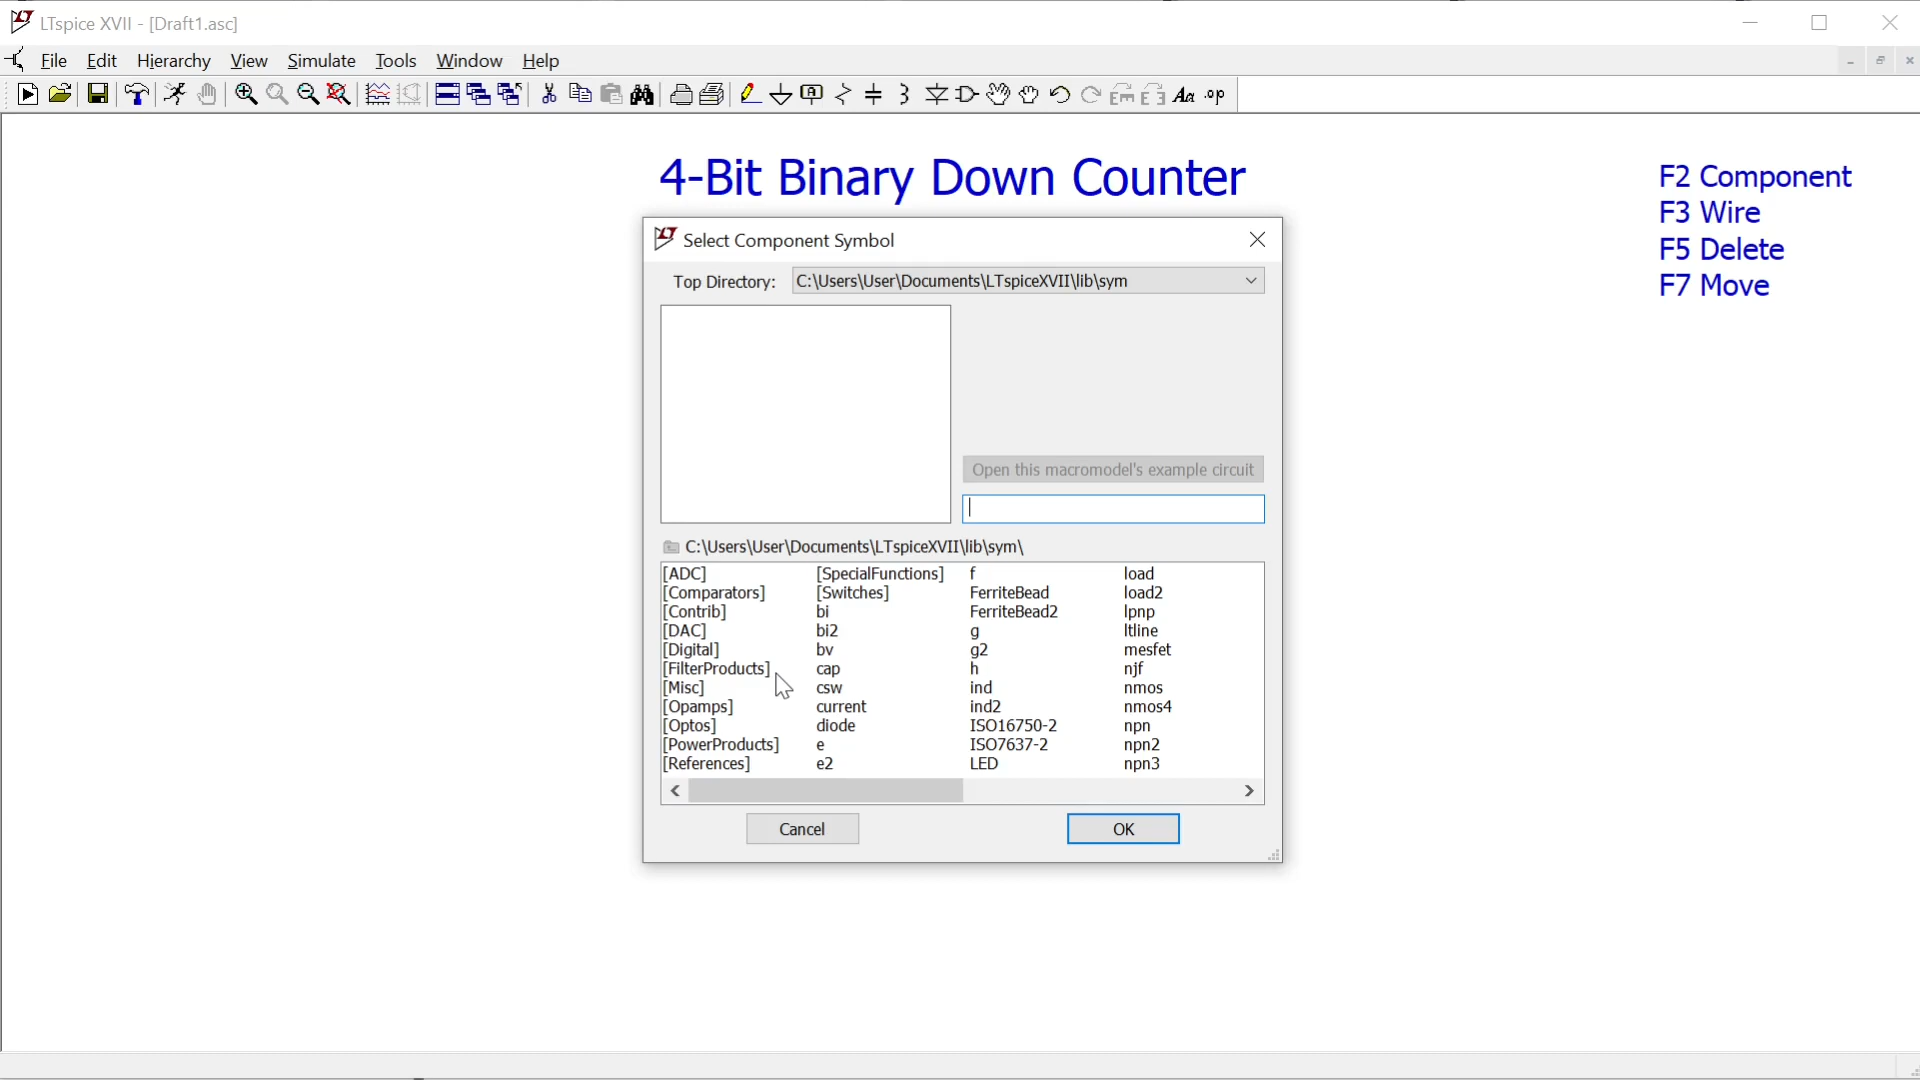 LTspice XVII - [Draft1.asc]
File Edit Hierarchy View Simulate Tools Window Help
Aa .op
4-Bit Binary Down Counter
F2 Component
F3 Wire
F5 Delete
F7 Move
Select Component Symbol
Top Directory: C:\Users\User\Documents\LTspiceXVII\lib\sym
Open this macromodel's example circuit
C:\Users\User\Documents\LTspiceXVII\lib\sym\
[ADC] [SpecialFunctions] f load
[Comparators] [Switches] FerriteBead load2
[Contrib] bi FerriteBead2 lpnp
[DAC] bi2 g ltline
[Digital] bv g2 mesfet
[FilterProducts] cap h njf
[Misc] csw ind nmos
[Opamps] current ind2 nmos4
[Optos] diode ISO16750-2 npn
[PowerProducts] e ISO7637-2 npn2
[References] e2 LED npn3
Cancel OK